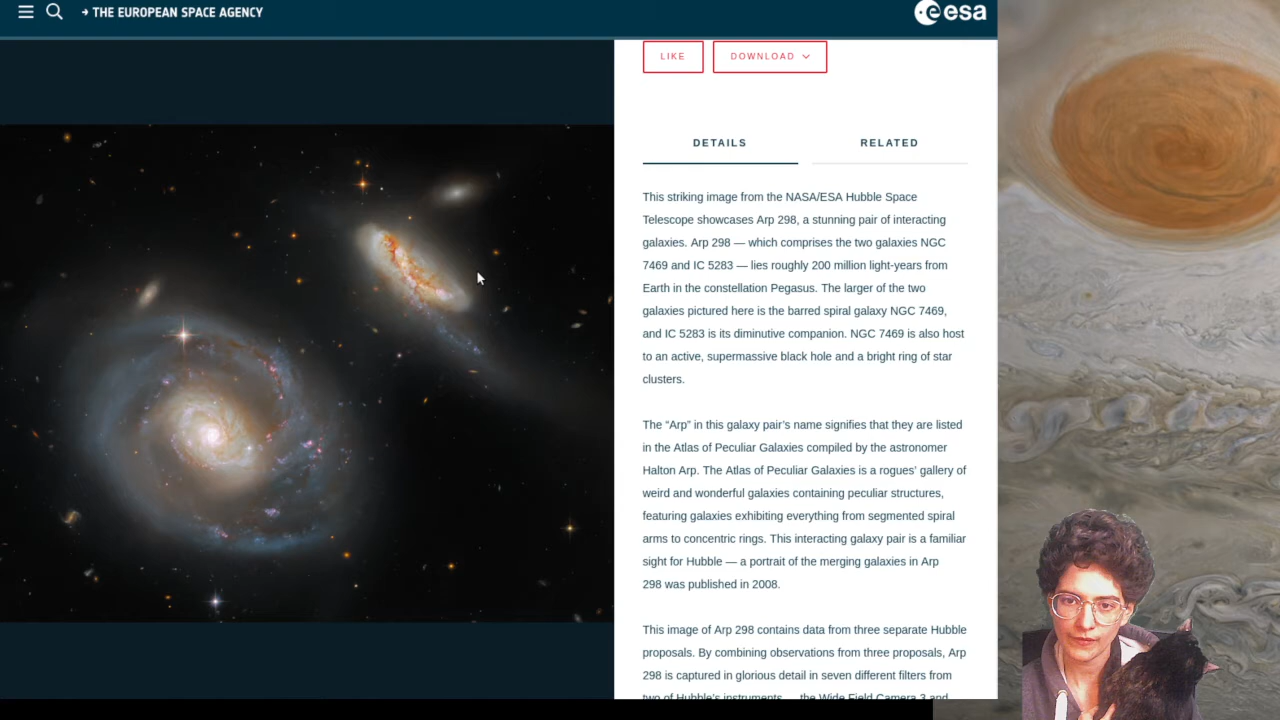 → THE EUROPEAN SPACE AGENCY
esa
LIKE
DOWNLOAD
DETAILS
RELATED
This striking image from the NASA/ESA Hubble Space
Telescope showcases Arp 298, a stunning pair of interacting
galaxies. Arp 298 — which comprises the two galaxies NGC
7469 and IC 5283 — lies roughly 200 million light-years from
Earth in the constellation Pegasus. The larger of the two
galaxies pictured here is the barred spiral galaxy NGC 7469,
and IC 5283 is its diminutive companion. NGC 7469 is also host
to an active, supermassive black hole and a bright ring of star
clusters.
The “Arp” in this galaxy pair’s name signifies that they are listed
in the Atlas of Peculiar Galaxies compiled by the astronomer
Halton Arp. The Atlas of Peculiar Galaxies is a rogues’ gallery of
weird and wonderful galaxies containing peculiar structures,
featuring galaxies exhibiting everything from segmented spiral
arms to concentric rings. This interacting galaxy pair is a familiar
sight for Hubble — a portrait of the merging galaxies in Arp
298 was published in 2008.
This image of Arp 298 contains data from three separate Hubble
proposals. By combining observations from three proposals, Arp
298 is captured in glorious detail in seven different filters from
two of Hubble’s instruments — the Wide Field Camera 3 and